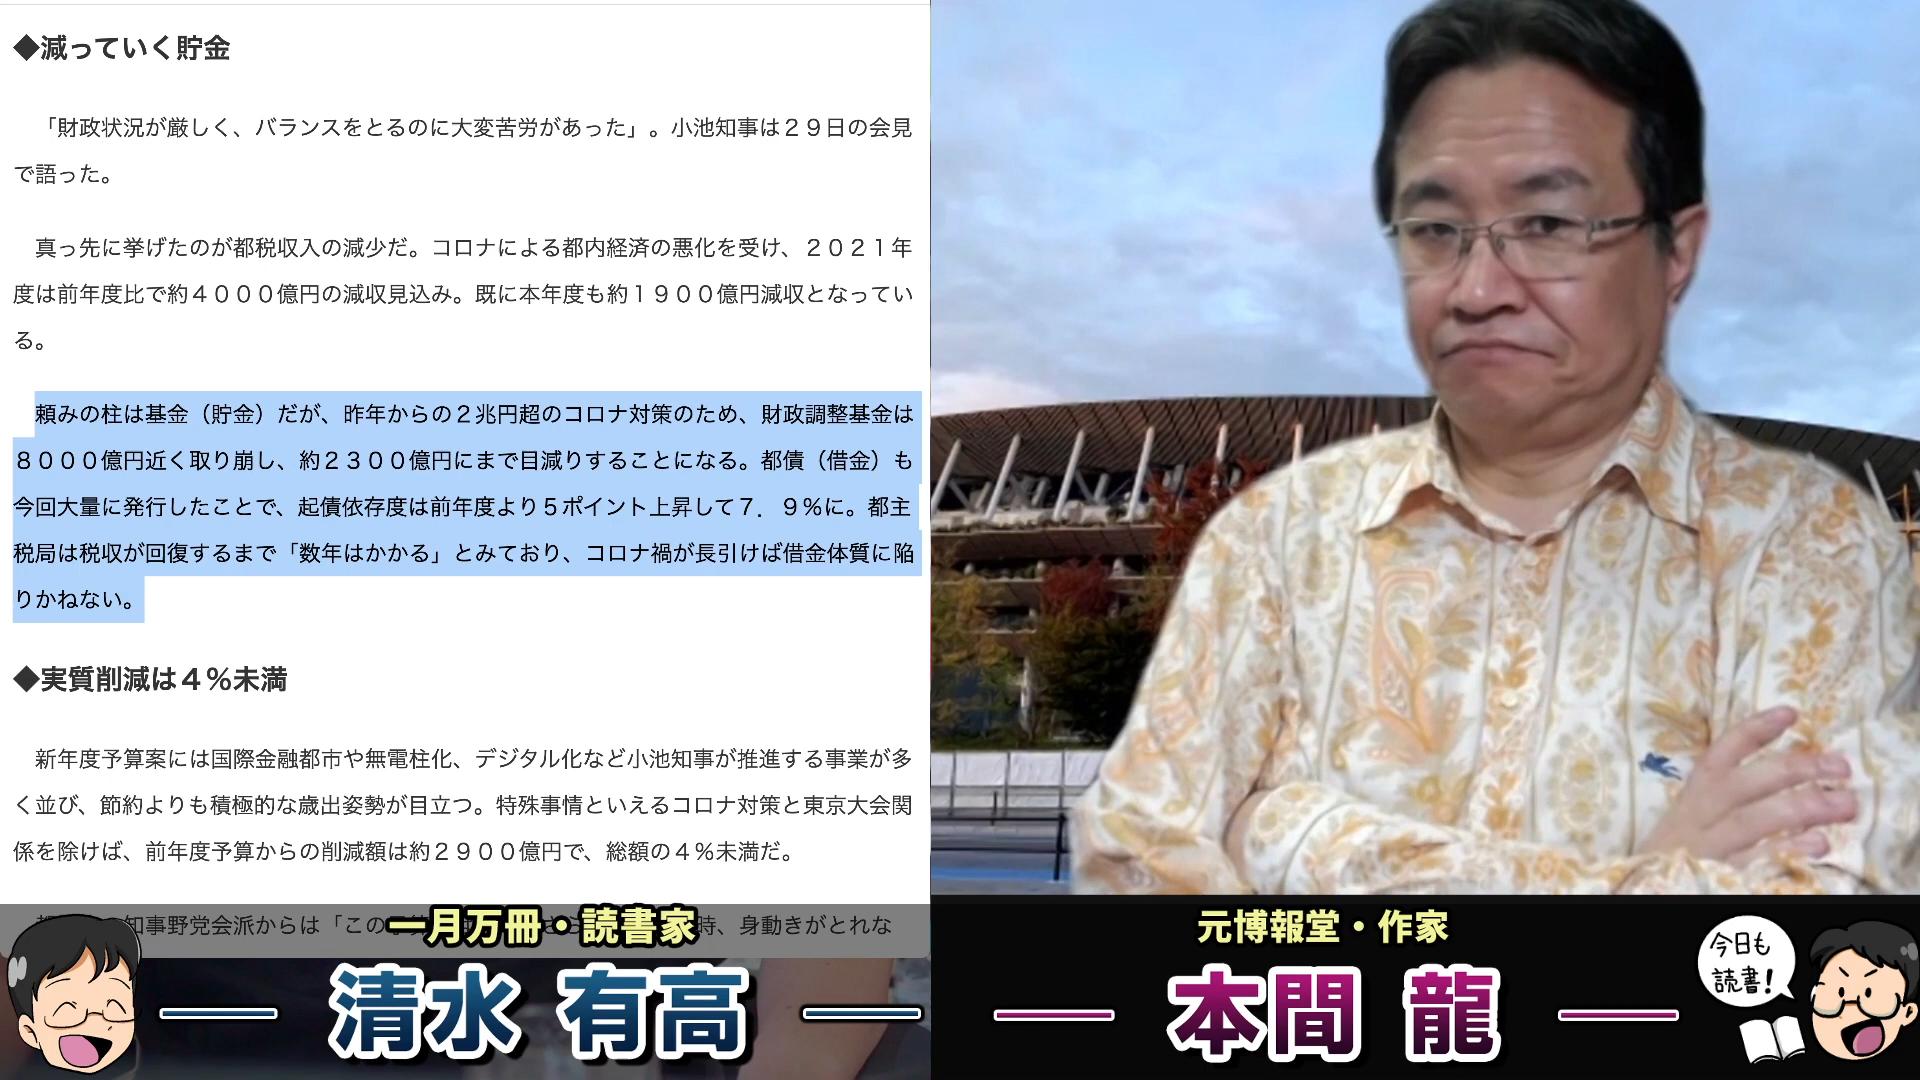 ◆減っていく貯金
「財政状況が厳しく、バランスをとるのに大変苦労があった」。小池知事は２９日の会見
で語った。
真っ先に挙げたのが都税収入の減少だ。コロナによる都内経済の悪化を受け、２０２１年
度は前年度比で約４０００億円の減収見込み。既に本年度も約１９００億円減収となってい
る。
頼みの柱は基金（貯金）だが、昨年からの２兆円超のコロナ対策のため、財政調整基金は
８０００億円近く取り崩し、約２３００億円にまで目減りすることになる。都債（借金）も
今回大量に発行したことで、起債依存度は前年度より５ポイント上昇して７．９％に。都主
税局は税収が回復するまで「数年はかかる」とみており、コロナ禍が長引けば借金体質に陥
りかねない。
◆実質削減は４％未満
新年度予算案には国際金融都市や無電柱化、デジタル化など小池知事が推進する事業が多
く並び、節約よりも積極的な歳出姿勢が目立つ。特殊事情といえるコロナ対策と東京大会関
係を除けば、前年度予算からの削減額は約２９００億円で、総額の４％未満だ。
知事野党会派からは「この
時、身動きがとれな
一月万冊・読書家
清水 有高
元博報堂・作家
本間 龍
今日も
読書!